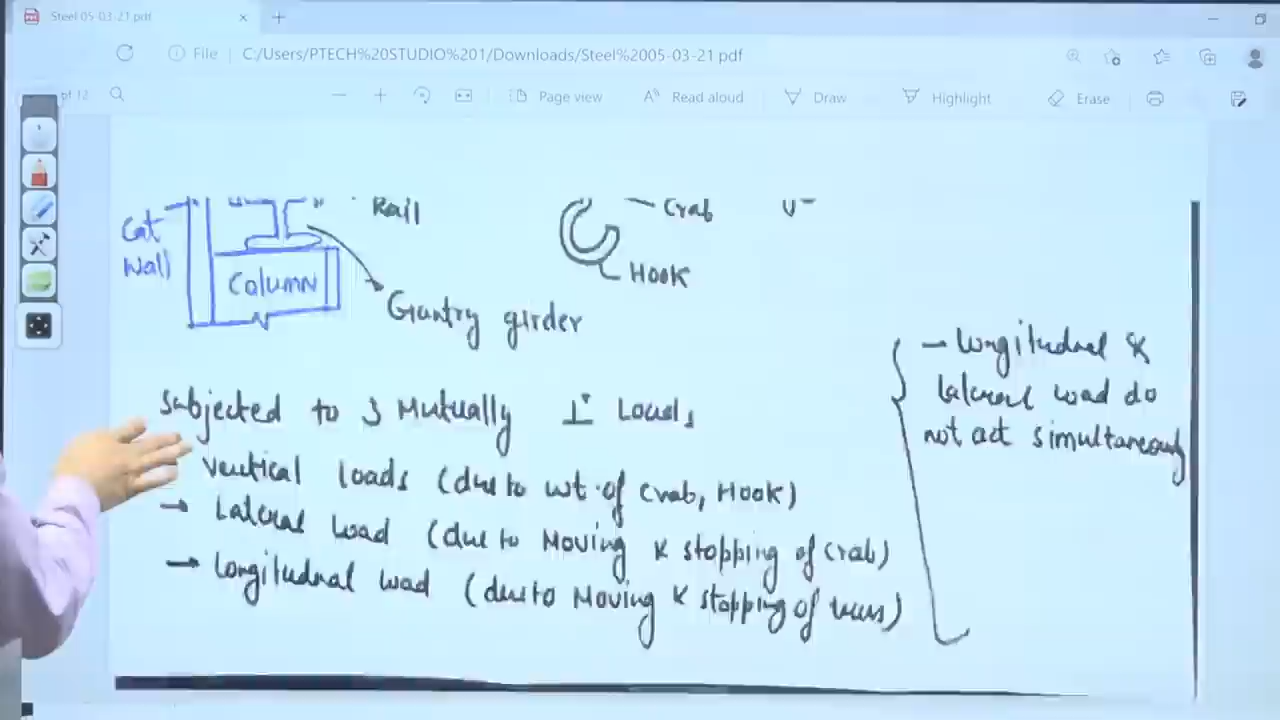 Steel 05-03-21.pdf
File C:/Users/PTECH%20STUDIO%201/Downloads/Steel%2005-03-21.pdf
of 12 Page view Read aloud Draw Highlight Erase
Rail
Crab
Hook
Column
Gantry girder
wall
subjected to 3 Mutually ⊥r Loads
vertical loads (due to wt. of crab, Hook)
→ Lateral load (due to Moving & stopping of crab)
→ longitudinal load (due to Moving & stopping of
- longitudinal &
lateral load do
not act simultaneously